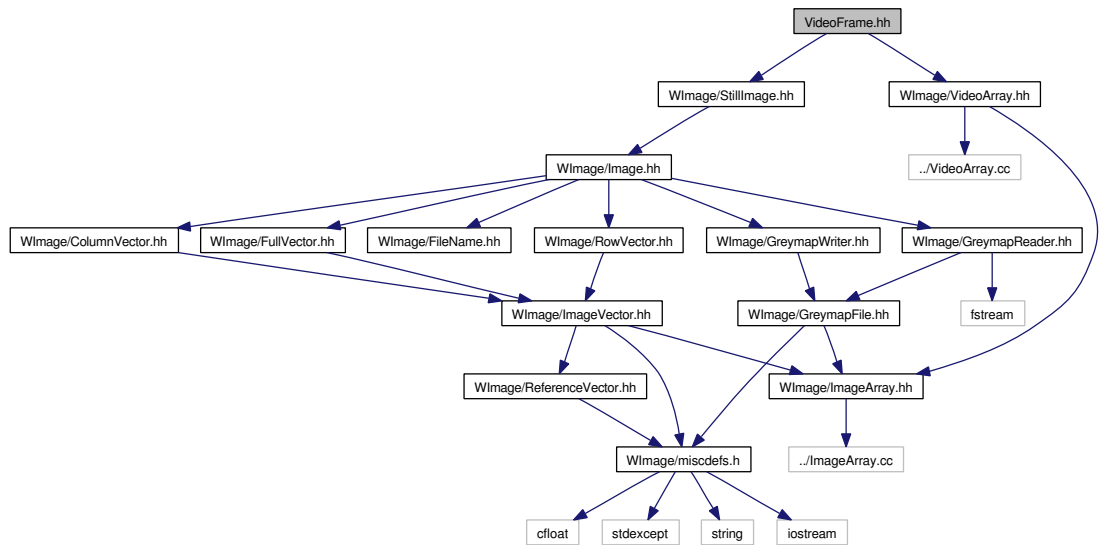 VideoFrame.hh
WImage/StillImage.hh
WImage/VideoArray.hh
WImage/Image.hh
../VideoArray.cc
WImage/ColumnVector.hh
WImage/FullVector.hh
WImage/FileName.hh
WImage/RowVector.hh
WImage/GreymapWriter.hh
WImage/GreymapReader.hh
WImage/ImageVector.hh
WImage/GreymapFile.hh
fstream
WImage/ReferenceVector.hh
WImage/ImageArray.hh
WImage/miscdefs.h
../ImageArray.cc
cfloat
stdexcept
string
iostream